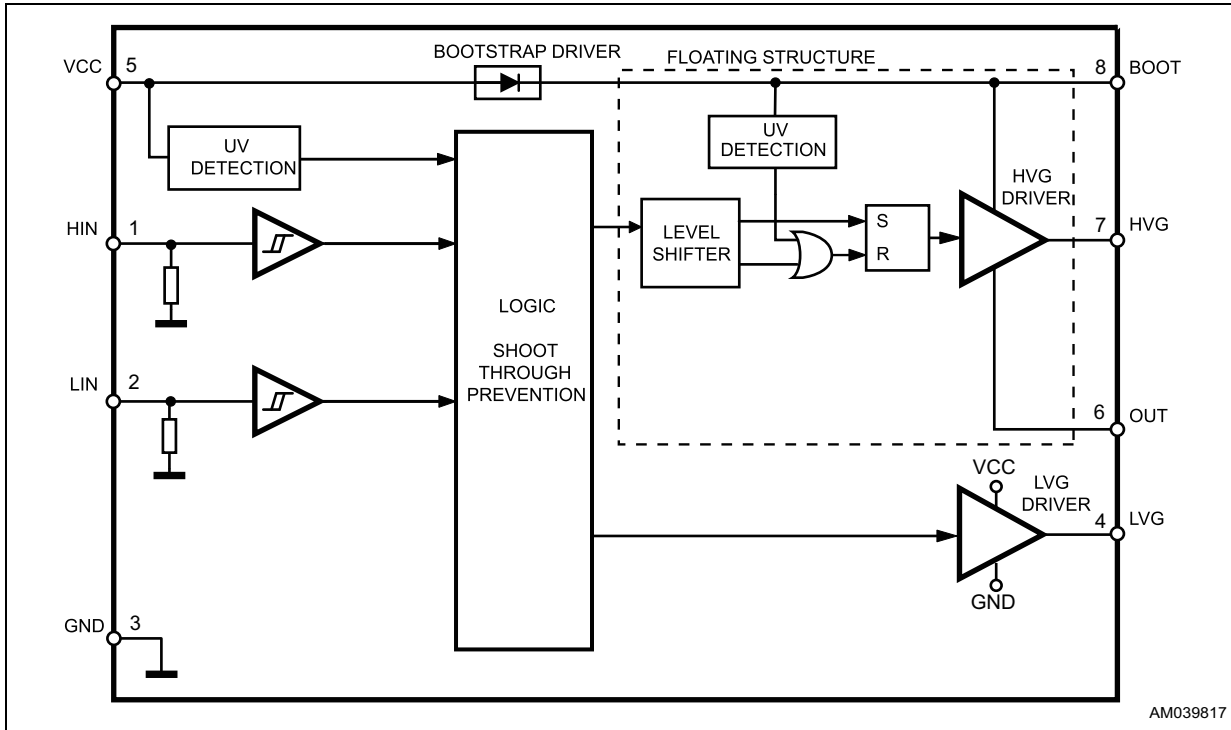 BOOTSTRAP DRIVER
FLOATING STRUCTURE
VCC
5
8
BOOT
UV
DETECTION
UV
DETECTION
HVG
DRIVER
HIN
1
LEVEL
SHIFTER
S
R
7
HVG
LOGIC
SHOOT
THROUGH
PREVENTION
LIN
2
6
OUT
VCC
LVG
DRIVER
4
LVG
GND
GND
3
AM039817